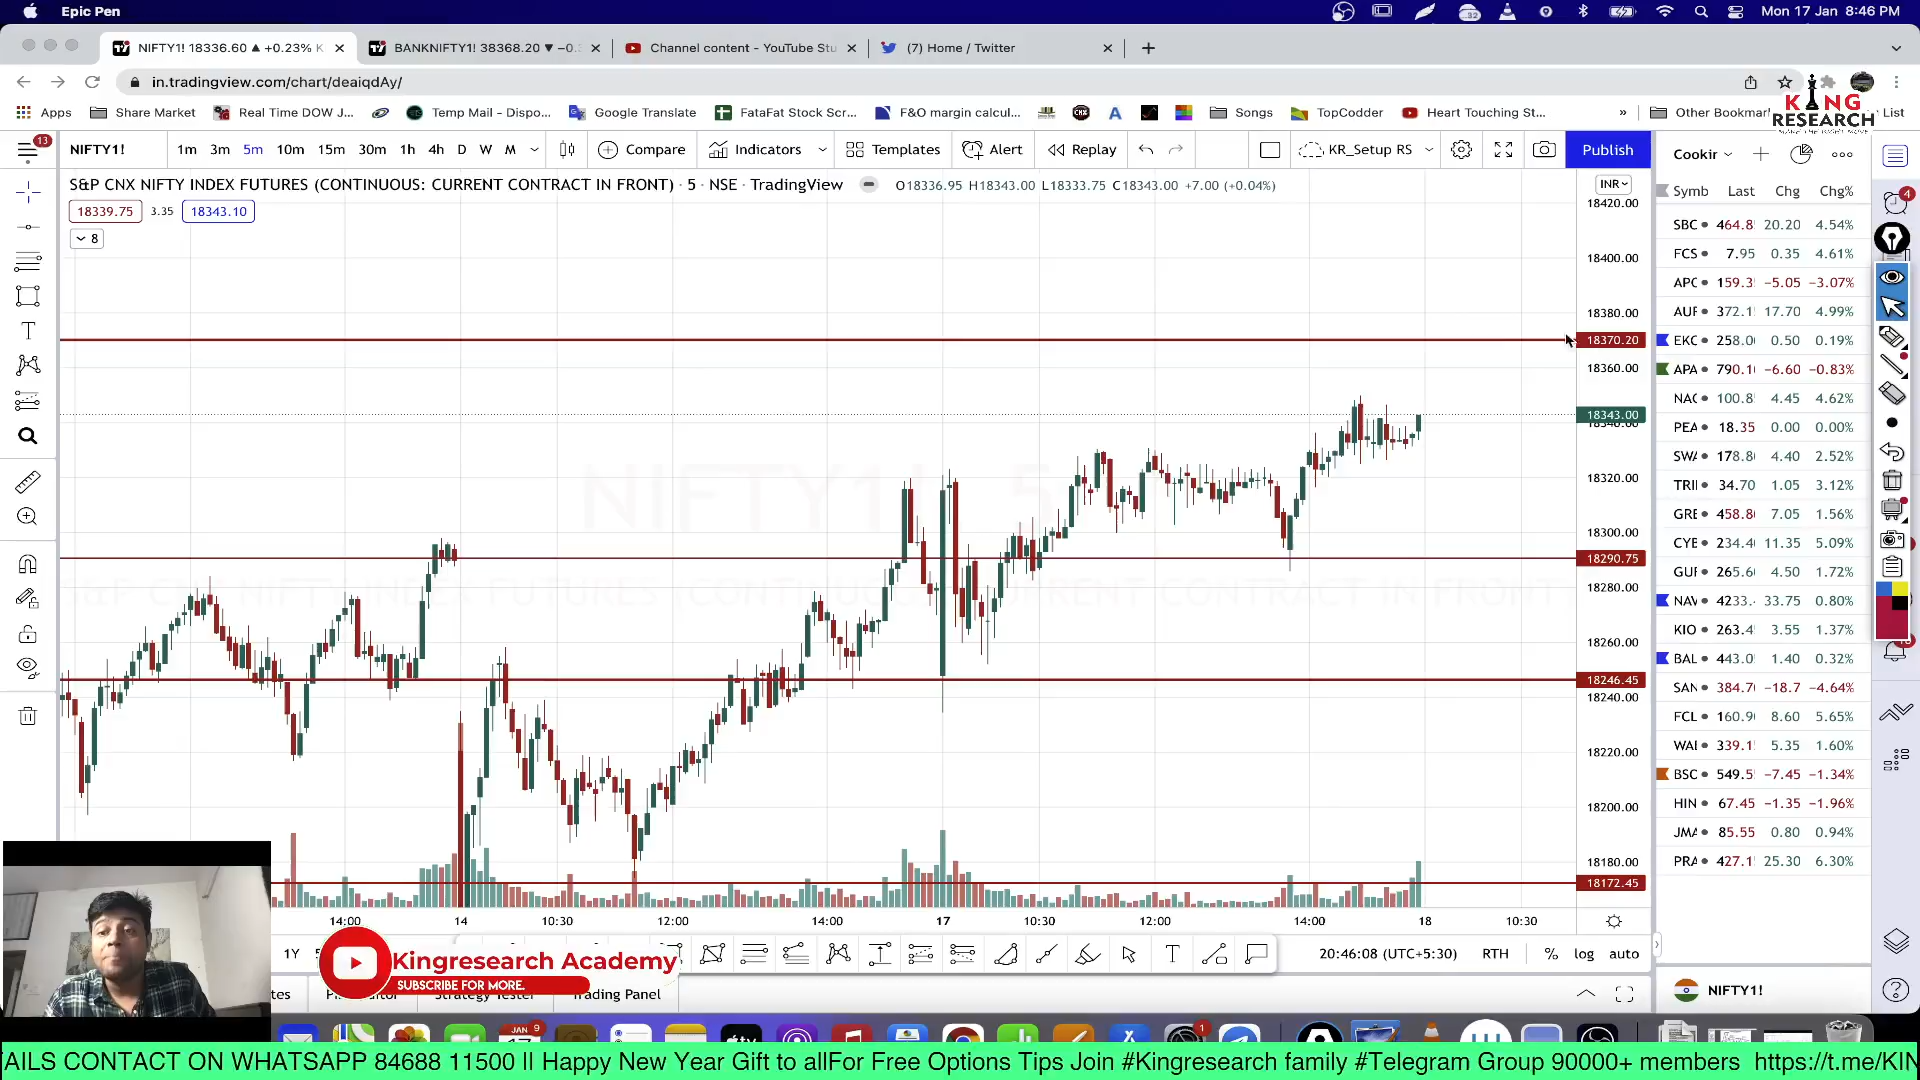 Epic Pen
Mon 17 Jan 8:46 PM
NIFTY1! 18336.60 ▲ +0.23% K
BANKNIFTY1! 38368.20 ▼
Channel content - YouTube Stu
(7) Home / Twitter
in.tradingview.com/chart/deaiqdAy/
Apps
Share Market
Real Time DOW J...
Temp Mail - Dispo...
Google Translate
FataFat Stock Scr...
F&O margin calcul...
Songs
TopCodder
Heart Touching St...
»
Other Bookmar
List
KING
RESEARCH
13
NIFTY1!
1m 3m 5m 10m 15m 30m 1h 4h D W M
Compare
Indicators
Templates
Alert
Replay
KR_Setup RS
Publish
Cookir
S&P CNX NIFTY INDEX FUTURES (CONTINUOUS: CURRENT CONTRACT IN FRONT) · 5 · NSE · TradingView
O18336.95 H18343.00 L18333.75 C18343.00 +7.00 (+0.04%)
INR
18339.75 3.35 18343.10
8
Symb Last Chg Chg%
SBC 464.8 20.20 4.54%
FCS 7.95 0.35 4.61%
APC 159.3 −5.05 −3.07%
AUF 372.1 17.70 4.99%
EKC 258.0 0.50 0.19%
APA 790.1 −6.60 −0.83%
NAC 100.8 4.45 4.62%
PEA 18.35 0.00 0.00%
SWA 178.8 4.40 2.52%
TRII 34.70 1.05 3.12%
GRE 458.8 7.05 1.56%
CYE 234.4 11.35 5.09%
GUF 265.6 4.50 1.72%
NAV 4233. 33.75 0.80%
KIO 263.4 3.55 1.37%
BAL 443.0 1.40 0.32%
SAN 384.7 −18.7 −4.64%
FCL 160.9 8.60 5.65%
WAI 339.1 5.35 1.60%
BSC 549.5 −7.45 −1.34%
HIN 67.45 −1.35 −1.96%
JMA 85.55 0.80 0.94%
PRA 427.1 25.30 6.30%
18420.00
18400.00
18380.00
18370.20
18360.00
18343.00
18340.00
18320.00
18300.00
18290.75
18280.00
18260.00
18246.45
18240.00
18220.00
18200.00
18180.00
18172.45
14:00 14 10:30 12:00 14:00 17 10:30 12:00 14:00 18 10:30
1Y
20:46:08 (UTC+5:30) RTH % log auto
Kingresearch Academy
SUBSCRIBE FOR MORE.
Strategy Tester
Trading Panel
NIFTY1!
JAN 9
TAILS CONTACT ON WHATSAPP 84688 11500 II Happy New Year Gift to allFor Free Options Tips Join #Kingresearch family #Telegram Group 90000+ members https://t.me/KIN